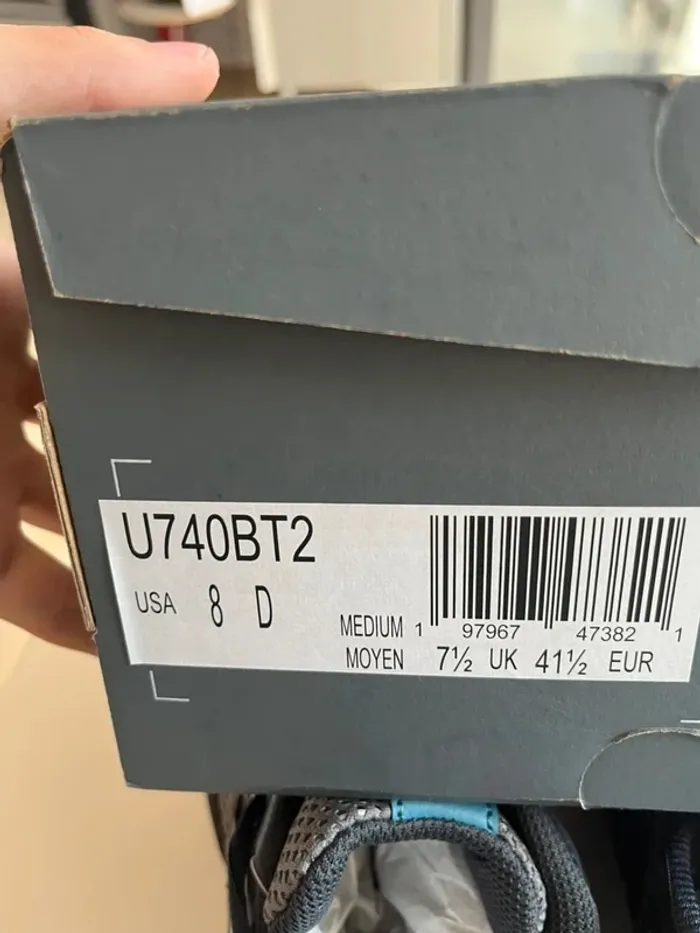 U740BT2
USA 8 D
MEDIUM 1 97967 47382 1
MOYEN 7½ UK 41½ EUR